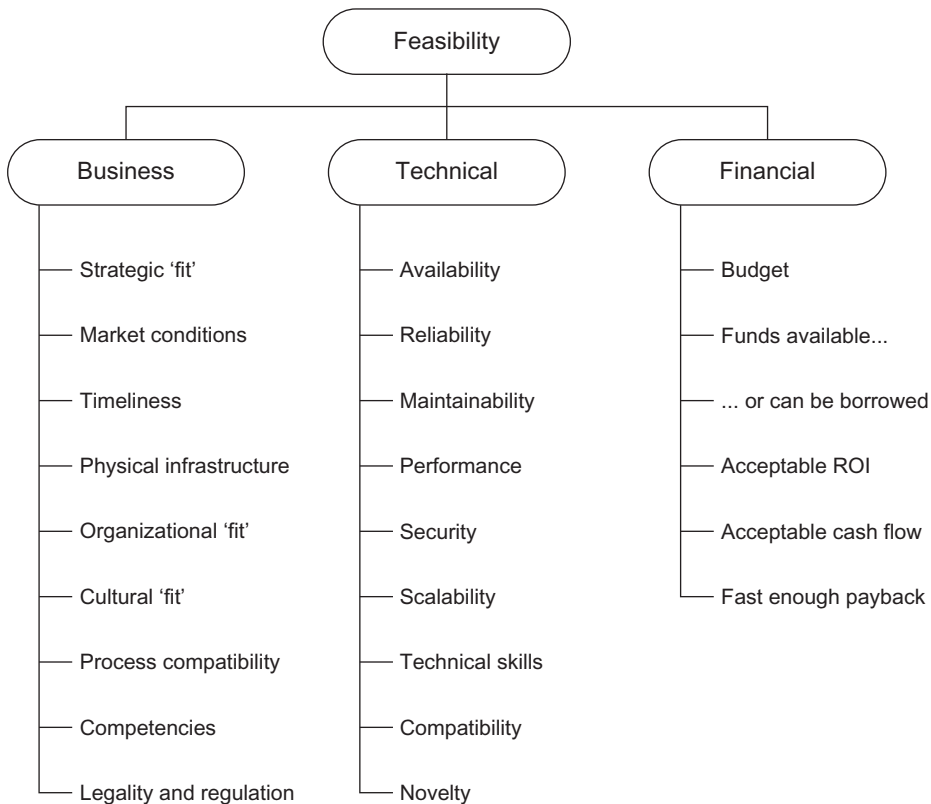 Feasibility
Business
Technical
Financial
Strategic ‘fit’
Market conditions
Timeliness
Physical infrastructure
Organizational ‘fit’
Cultural ‘fit’
Process compatibility
Competencies
Legality and regulation
Availability
Reliability
Maintainability
Performance
Security
Scalability
Technical skills
Compatibility
Novelty
Budget
Funds available...
... or can be borrowed
Acceptable ROI
Acceptable cash flow
Fast enough payback